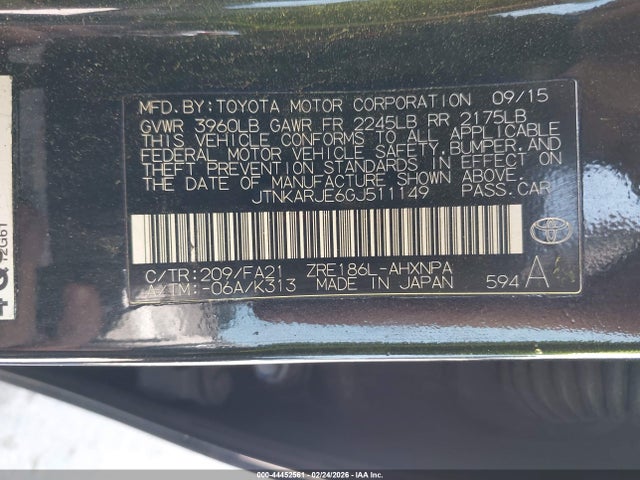 MFD.BY:TOYOTA MOTOR CORPORATION 09/15
GVWR 3960LB GAWR FR 2245LB RR 2175LB
THIS VEHICLE CONFORMS TO ALL APPLICABLE
FEDERAL MOTOR VEHICLE SAFETY,BUMPER,AND
THEFT PREVENTION STANDARDS IN EFFECT ON
THE DATE OF MANUFACTURE SHOWN ABOVE.
JTNKARJE6GJ511149 PASS.CAR
C/TR:209/FA21 ZRE186L-AHXNPA
A/TM:-06A/K313 MADE IN JAPAN 594 A
12G61
000-44452561 - 02/24/2026 - IAA Inc.